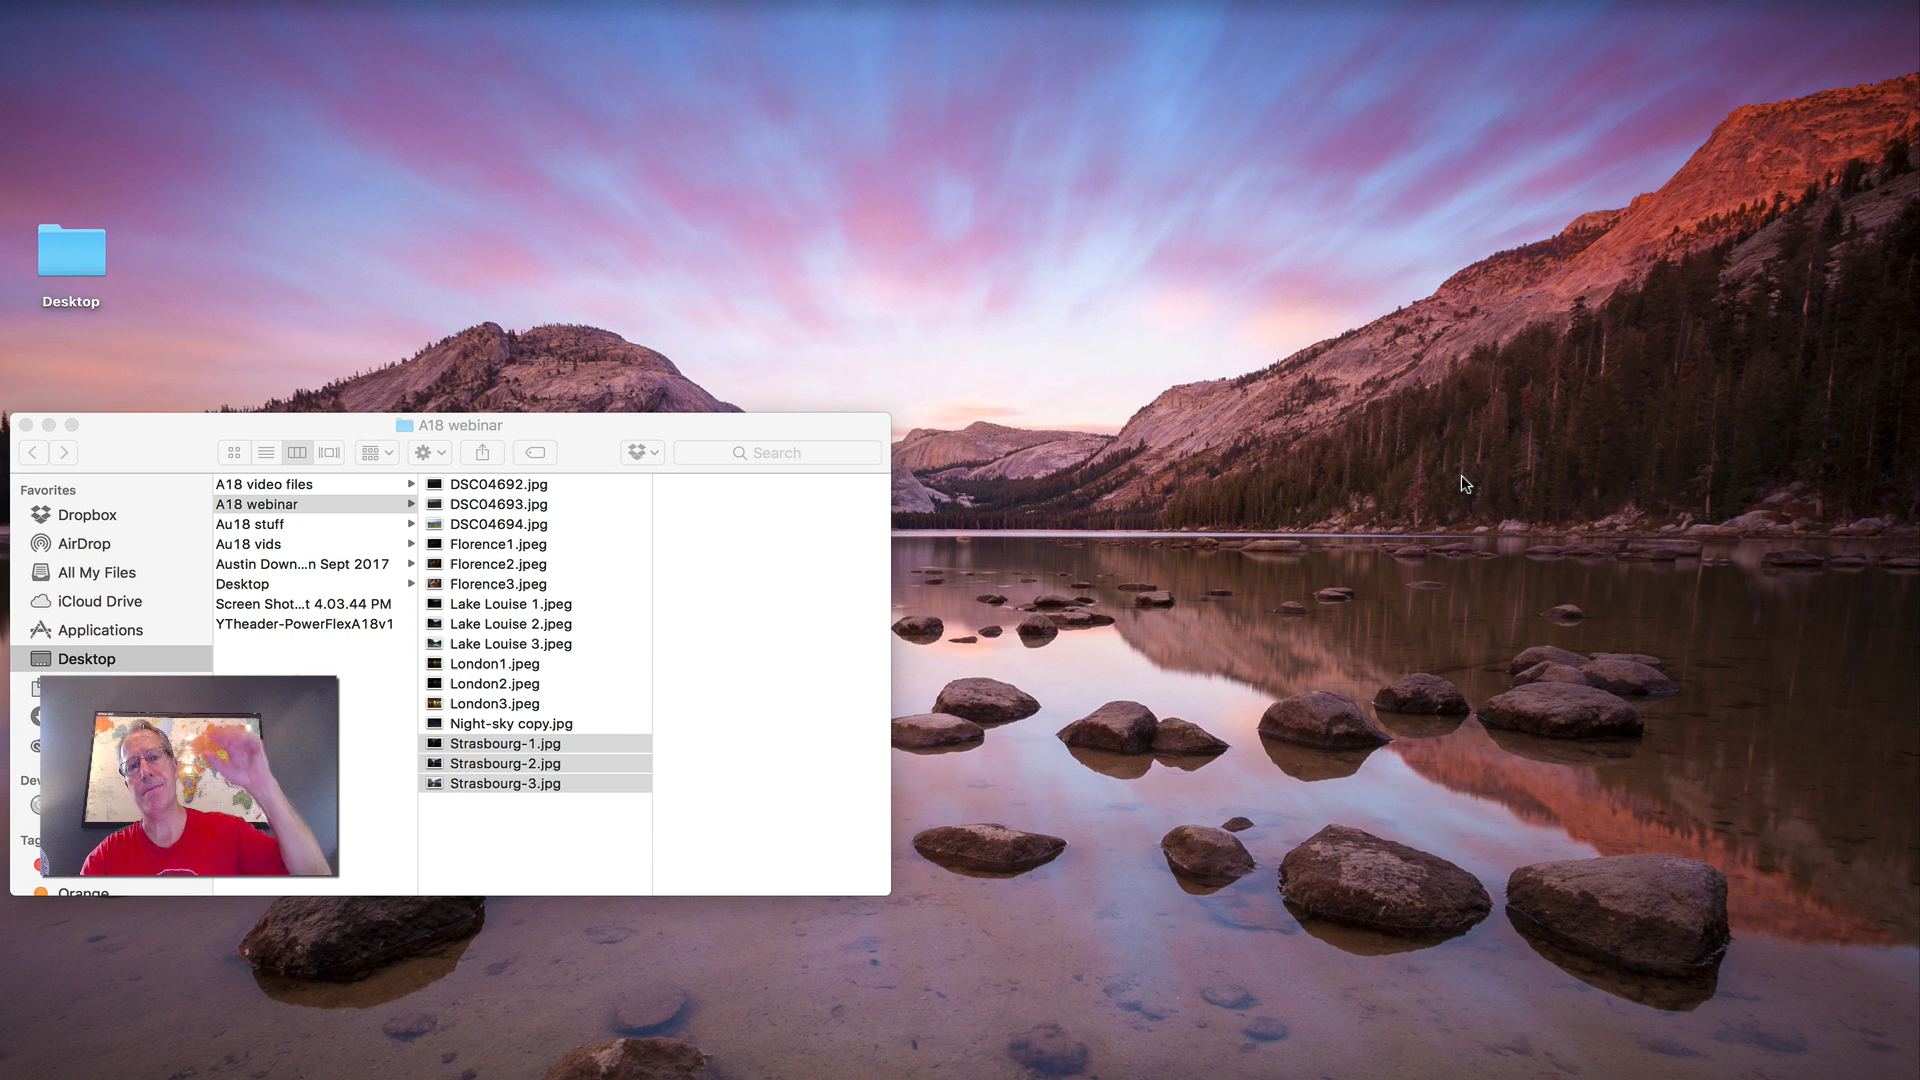 Desktop
A18 webinar
Search
Favorites
Dropbox
AirDrop
All My Files
iCloud Drive
Applications
Desktop
Dev
Tag
Orange
A18 video files
A18 webinar
Au18 stuff
Au18 vids
Austin Down...n Sept 2017
Desktop
Screen Shot...t 4.03.44 PM
YTheader-PowerFlexA18v1
DSC04692.jpg
DSC04693.jpg
DSC04694.jpg
Florence1.jpeg
Florence2.jpeg
Florence3.jpeg
Lake Louise 1.jpeg
Lake Louise 2.jpeg
Lake Louise 3.jpeg
London1.jpeg
London2.jpeg
London3.jpeg
Night-sky copy.jpg
Strasbourg-1.jpg
Strasbourg-2.jpg
Strasbourg-3.jpg